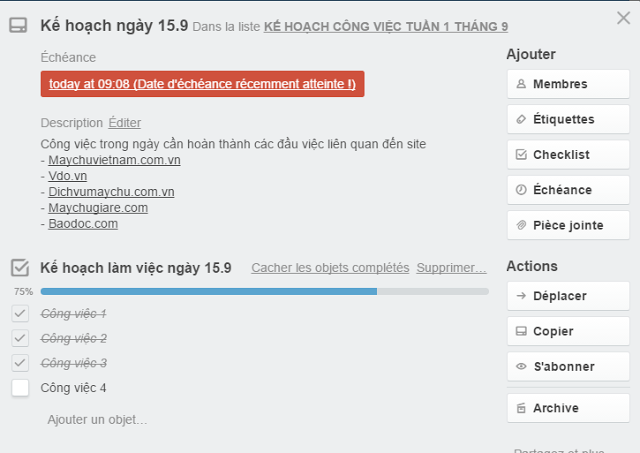 Kế hoạch ngày 15.9 Dans la liste KẾ HOẠCH CÔNG VIỆC TUẦN 1 THÁNG 9
Échéance
today at 09:08 (Date d'échéance récemment atteinte !)
Description Éditer
Công việc trong ngày cần hoàn thành các đầu việc liên quan đến site
- Maychuvietnam.com.vn
- Vdo.vn
- Dichvumaychu.com.vn
- Maychugiare.com
- Baodoc.com
Kế hoạch làm việc ngày 15.9 Cacher les objets complétés Supprimer...
75%
Công việc 1
Công việc 2
Công việc 3
Công việc 4
Ajouter un objet...
Ajouter
Membres
Étiquettes
Checklist
Échéance
Pièce jointe
Actions
Déplacer
Copier
S'abonner
Archive
Partagez et plus